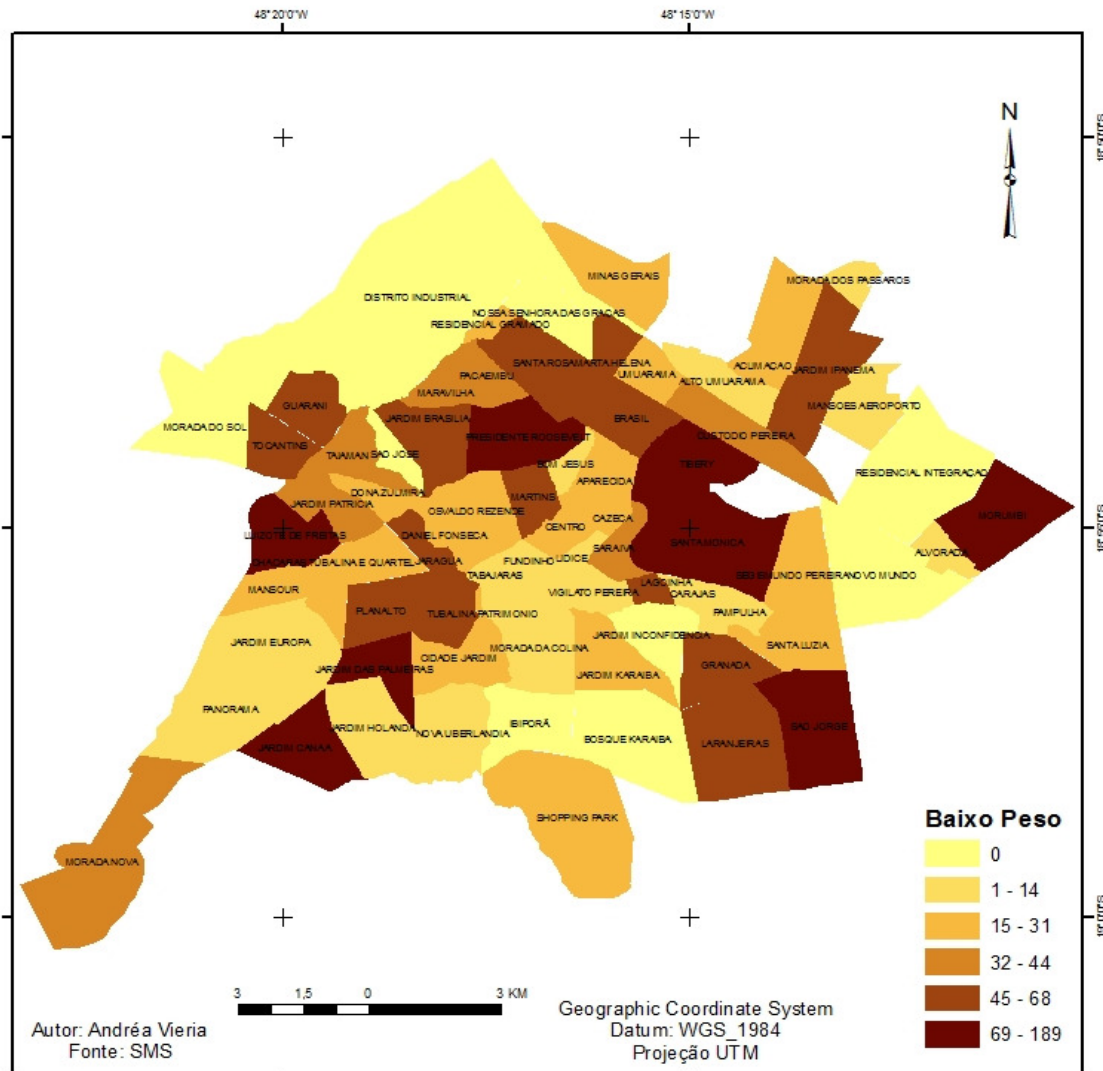 48°20'0"W
48°15'0"W
N
MINAS GERAIS
MORADA DOS PASSAROS
DISTRITO INDUSTRIAL
NOSSA SENHORA DAS GRAÇAS
RESIDENCIAL GRAMADO
SANTA ROSA
MARTA HELENA
ACLIMAÇAO
JARDIM IPANEMA
PACAEMBU
UMUARAMA
ALTO UMUARAMA
MARAVILHA
GUARANI
MANSOES AEROPORTO
JARDIM BRASILIA
BRASIL
MORADA DO SOL
PRESIDENTE ROOSEVELT
CUSTODIO PEREIRA
TOCANTINS
TAIAMAN
SAO JOSE
BOM JESUS
TIBERY
RESIDENCIAL INTEGRACAO
APARECIDA
DONA ZULMIRA
MARTINS
JARDIM PATRICIA
OSVALDO REZENDE
CAZECA
MORUMBI
CENTRO
LUIZOTE DE FREITAS
DANIEL FONSECA
SARAIVA
SANTA MONICA
ALVORADA
CHACARAS TUBALINA E QUARTEL
JARAGUA
FUNDINHO
LIDICE
TABAJARAS
SEGISMUNDO PEREIRA
NOVO MUNDO
LAGOINHA
MANSOUR
VIGILATO PEREIRA
CARAJAS
PLANALTO
TUBALINA
PATRIMONIO
PAMPULHA
JARDIM EUROPA
JARDIM INCONFIDENCIA
MORADA DA COLINA
SANTA LUZIA
CIDADE JARDIM
JARDIM DAS PALMEIRAS
GRANADA
JARDIM KARAIBA
PANORAMA
JARDIM HOLANDA
IBIPORÃ
SAO JORGE
NOVA UBERLANDIA
BOSQUE KARAIBA
LARANJEIRAS
JARDIM CANAA
SHOPPING PARK
MORADA NOVA
Baixo Peso
0
1 - 14
15 - 31
32 - 44
45 - 68
69 - 189
3 1,5 0 3 KM
Autor: Andréa Vieria
Fonte: SMS
Geographic Coordinate System
Datum: WGS_1984
Projeção UTM